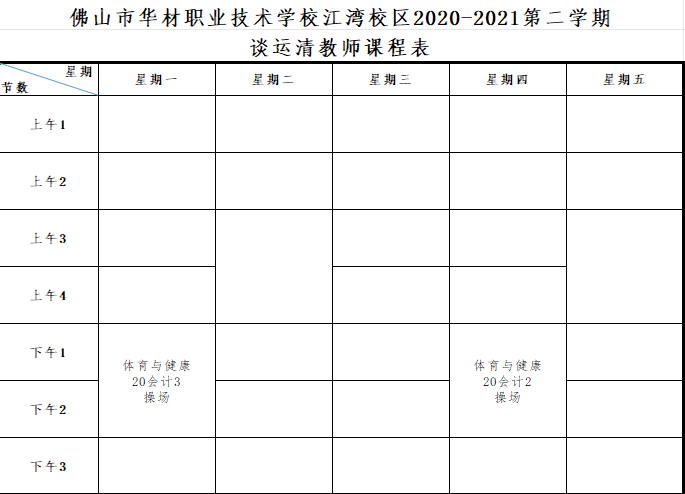 佛山市华材职业技术学校江湾校区2020-2021第二学期
谈运清教师课程表
星期
节数
星期一
星期二
星期三
星期四
星期五
上午1
上午2
上午3
上午4
下午1
体育与健康
20会计3
操场
体育与健康
20会计2
操场
下午2
下午3